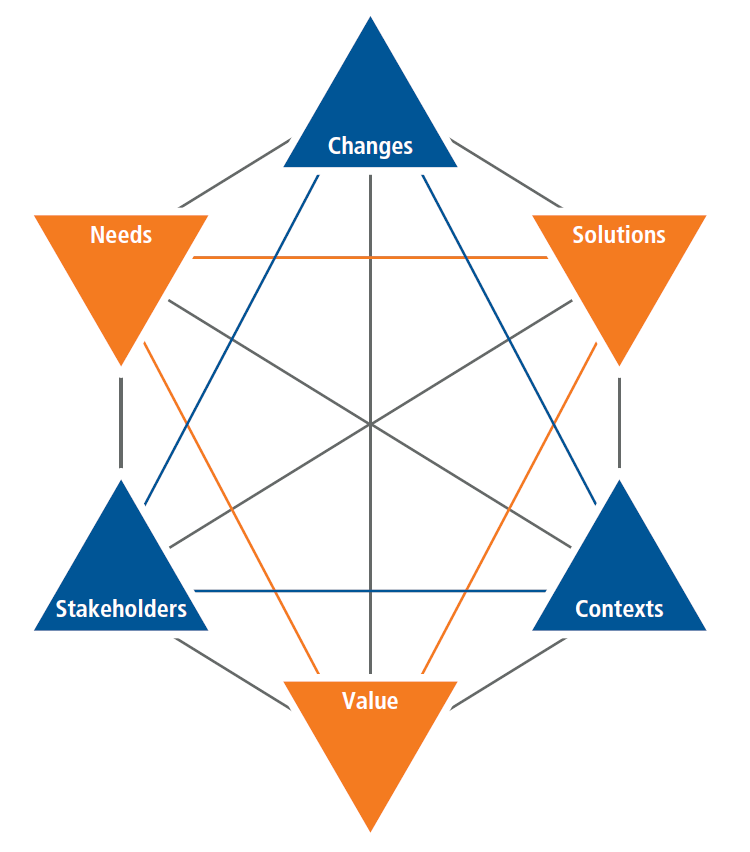 Changes
Needs
Solutions
Stakeholders
Contexts
Value